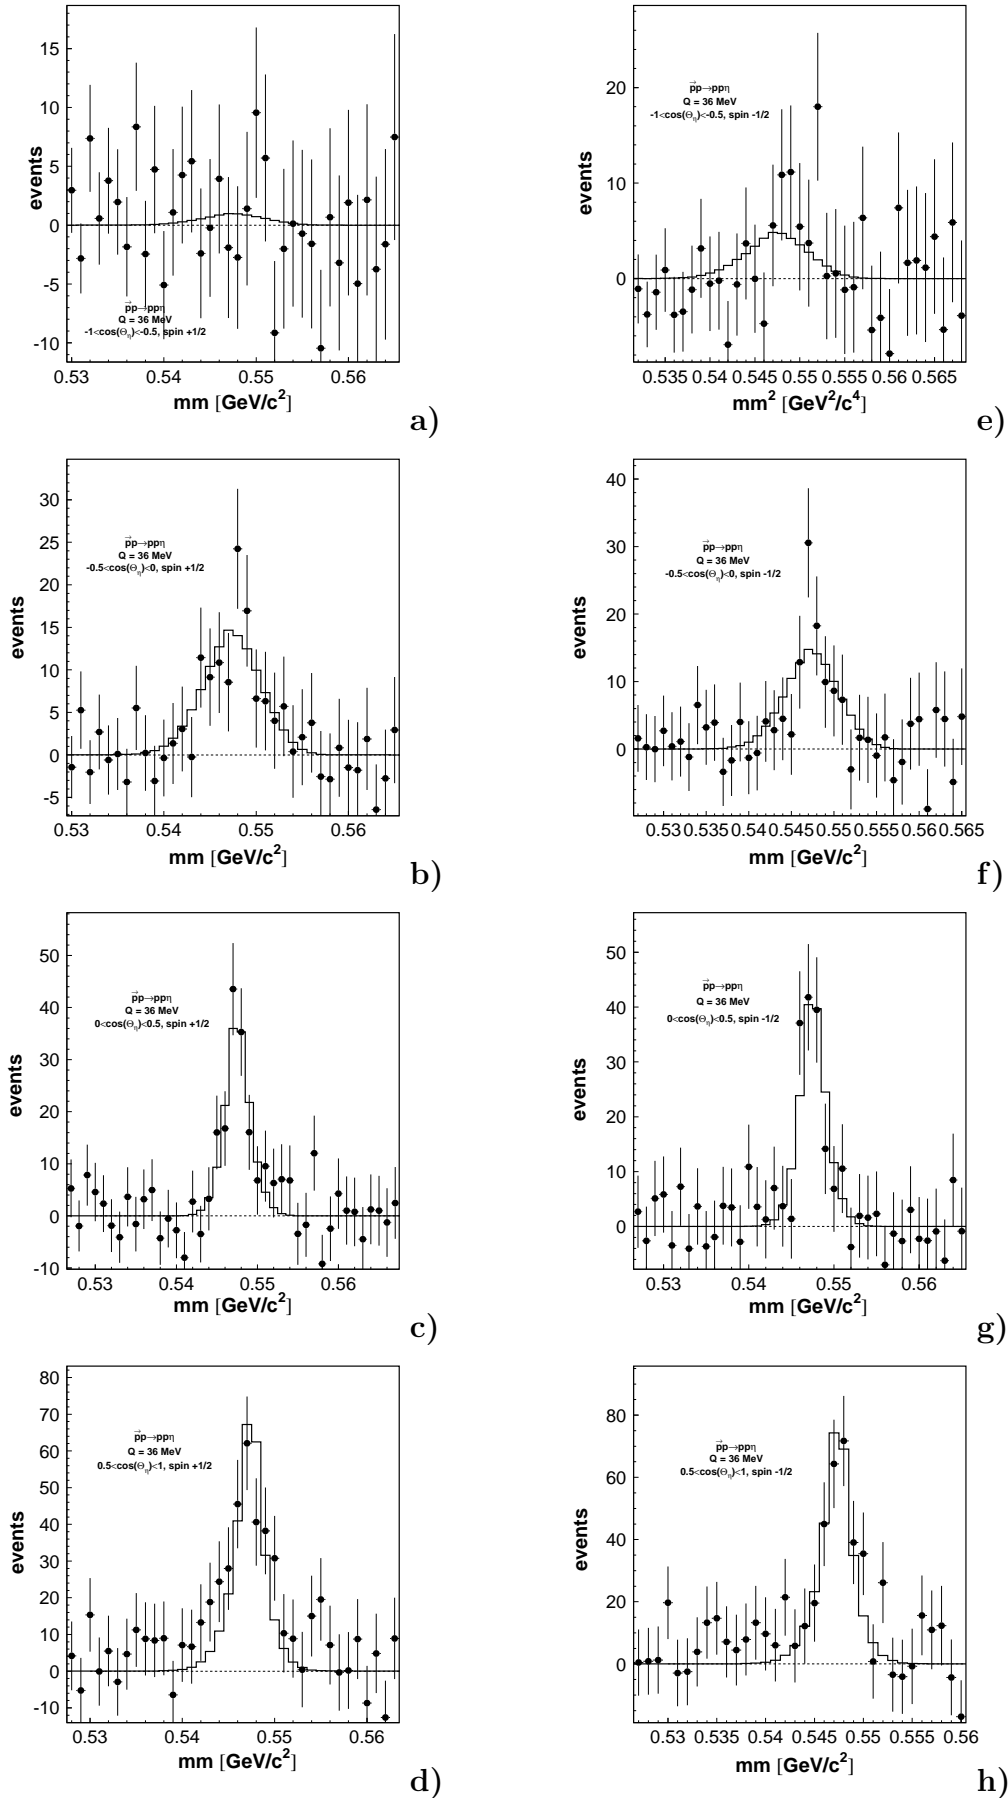 15
10
5
0
-5
-10
events
p⃗p→ppη
Q = 36 MeV
-1<cos(Θη)<-0.5, spin +1/2
0.53 0.54 0.55 0.56
mm [GeV/c²]
a)
20
10
0
events
p⃗p→ppη
Q = 36 MeV
-1<cos(Θη)<-0.5, spin -1/2
0.535 0.54 0.545 0.55 0.555 0.56 0.565
mm² [GeV²/c⁴]
e)
30
25
20
15
10
5
0
-5
events
p⃗p→ppη
Q = 36 MeV
-0.5<cos(Θη)<0, spin +1/2
0.53 0.54 0.55 0.56
mm [GeV/c²]
b)
40
30
20
10
0
events
p⃗p→ppη
Q = 36 MeV
-0.5<cos(Θη)<0, spin -1/2
0.53 0.535 0.54 0.545 0.55 0.555 0.56 0.565
mm [GeV/c²]
f)
50
40
30
20
10
0
-10
events
p⃗p→ppη
Q = 36 MeV
0<cos(Θη)<0.5, spin +1/2
0.53 0.54 0.55 0.56
mm [GeV/c²]
c)
50
40
30
20
10
0
events
p⃗p→ppη
Q = 36 MeV
0<cos(Θη)<0.5, spin -1/2
0.53 0.54 0.55 0.56
mm [GeV/c²]
g)
80
70
60
50
40
30
20
10
0
-10
events
p⃗p→ppη
Q = 36 MeV
0.5<cos(Θη)<1, spin +1/2
0.53 0.54 0.55 0.56
mm [GeV/c²]
d)
80
60
40
20
0
events
p⃗p→ppη
Q = 36 MeV
0.5<cos(Θη)<1, spin -1/2
0.53 0.535 0.54 0.545 0.55 0.555 0.56
mm [GeV/c²]
h)